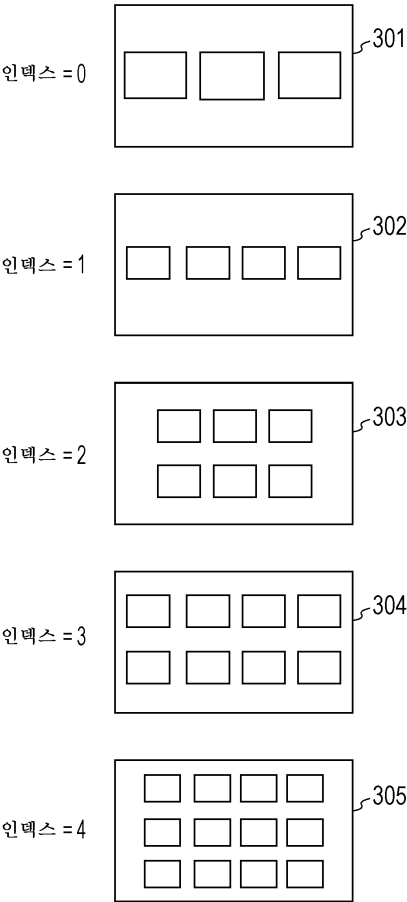 301
인덱스 = 0
302
인덱스 = 1
303
인덱스 = 2
304
인덱스 = 3
305
인덱스 = 4